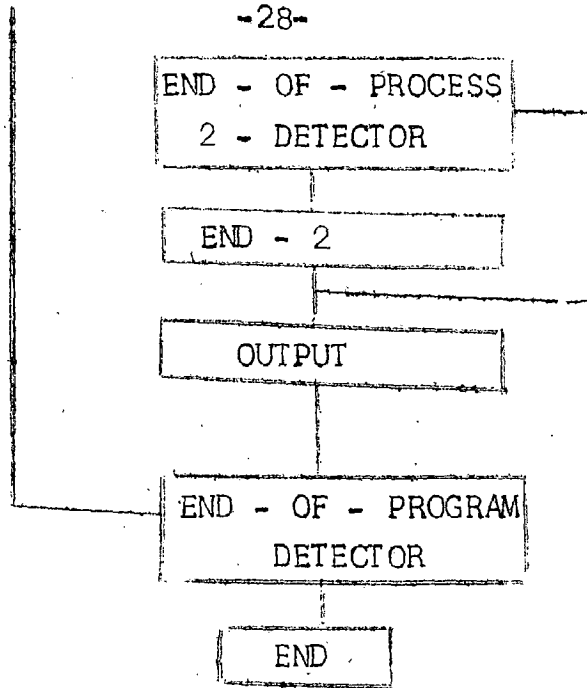 -28-
END - OF - PROCESS
2 - DETECTOR
END - 2
OUTPUT
END - OF - PROGRAM
DETECTOR
END